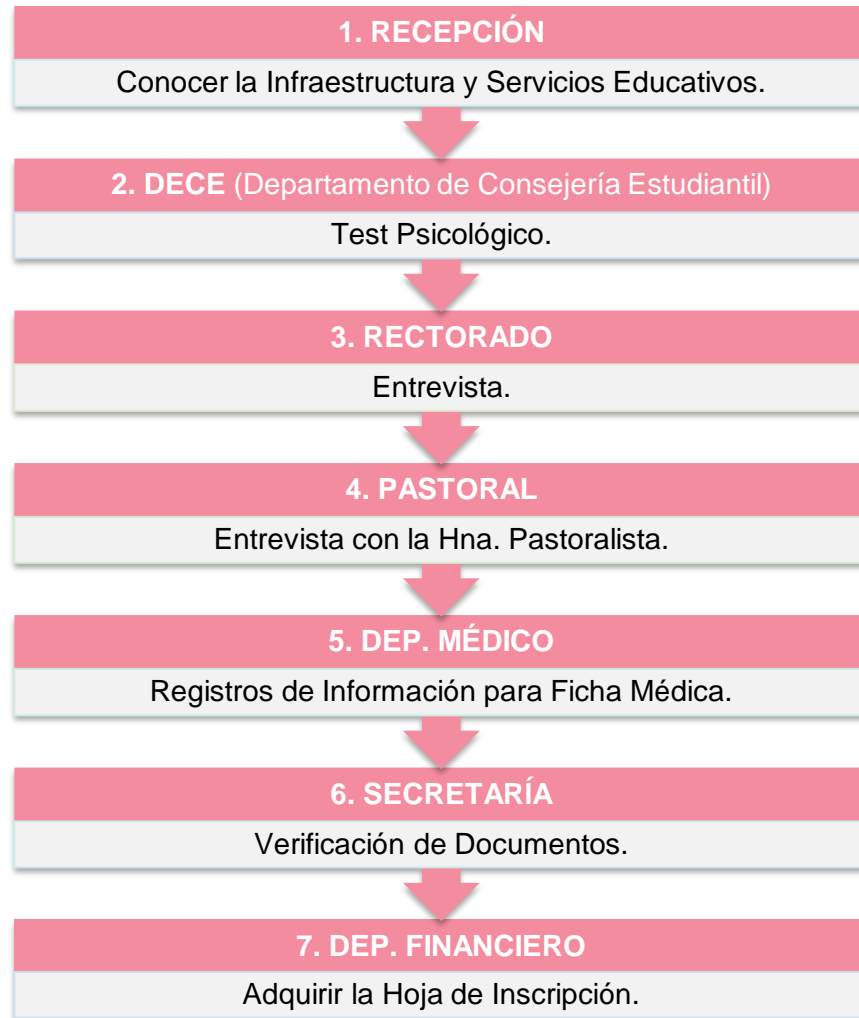 1. RECEPCIÓN
Conocer la Infraestructura y Servicios Educativos.
2. DECE (Departamento de Consejería Estudiantil)
Test Psicológico.
3. RECTORADO
Entrevista.
4. PASTORAL
Entrevista con la Hna. Pastoralista.
5. DEP. MÉDICO
Registros de Información para Ficha Médica.
6. SECRETARÍA
Verificación de Documentos.
7. DEP. FINANCIERO
Adquirir la Hoja de Inscripción.